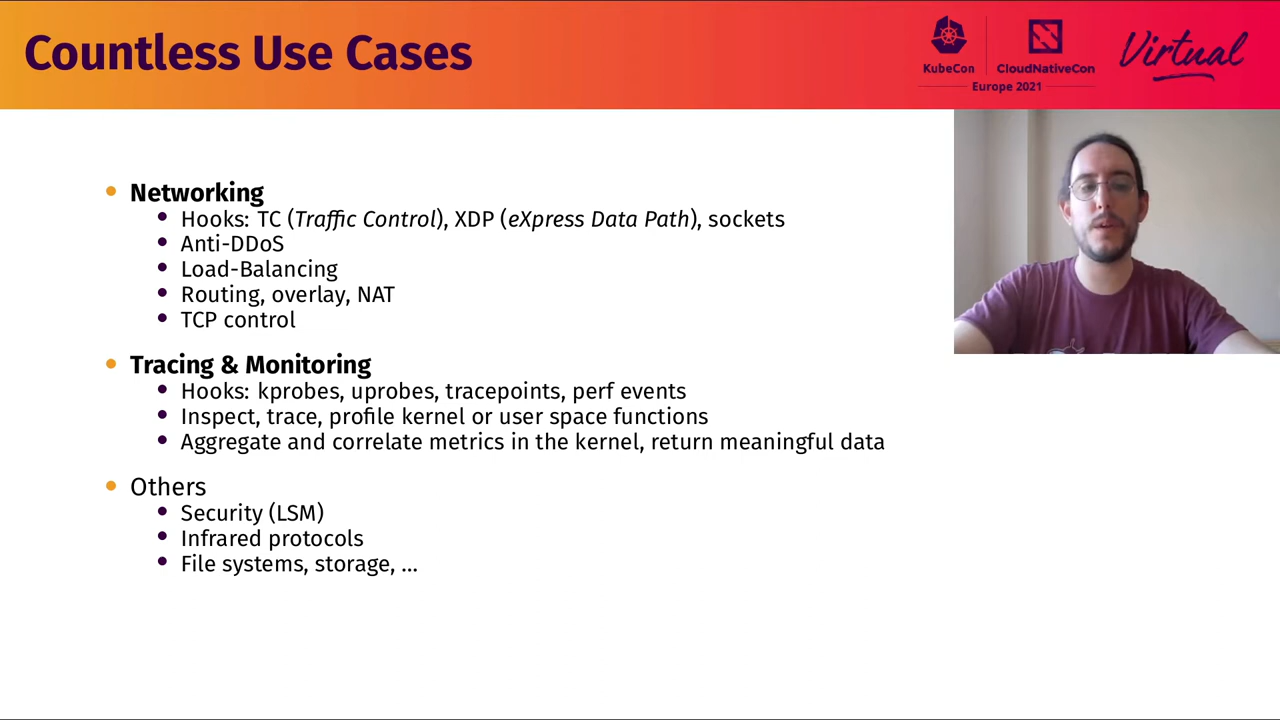 Countless Use Cases
KubeCon
CloudNativeCon
Europe 2021
Virtual
Networking
Hooks: TC (Traffic Control), XDP (eXpress Data Path), sockets
Anti-DDoS
Load-Balancing
Routing, overlay, NAT
TCP control
Tracing & Monitoring
Hooks: kprobes, uprobes, tracepoints, perf events
Inspect, trace, profile kernel or user space functions
Aggregate and correlate metrics in the kernel, return meaningful data
Others
Security (LSM)
Infrared protocols
File systems, storage, ...